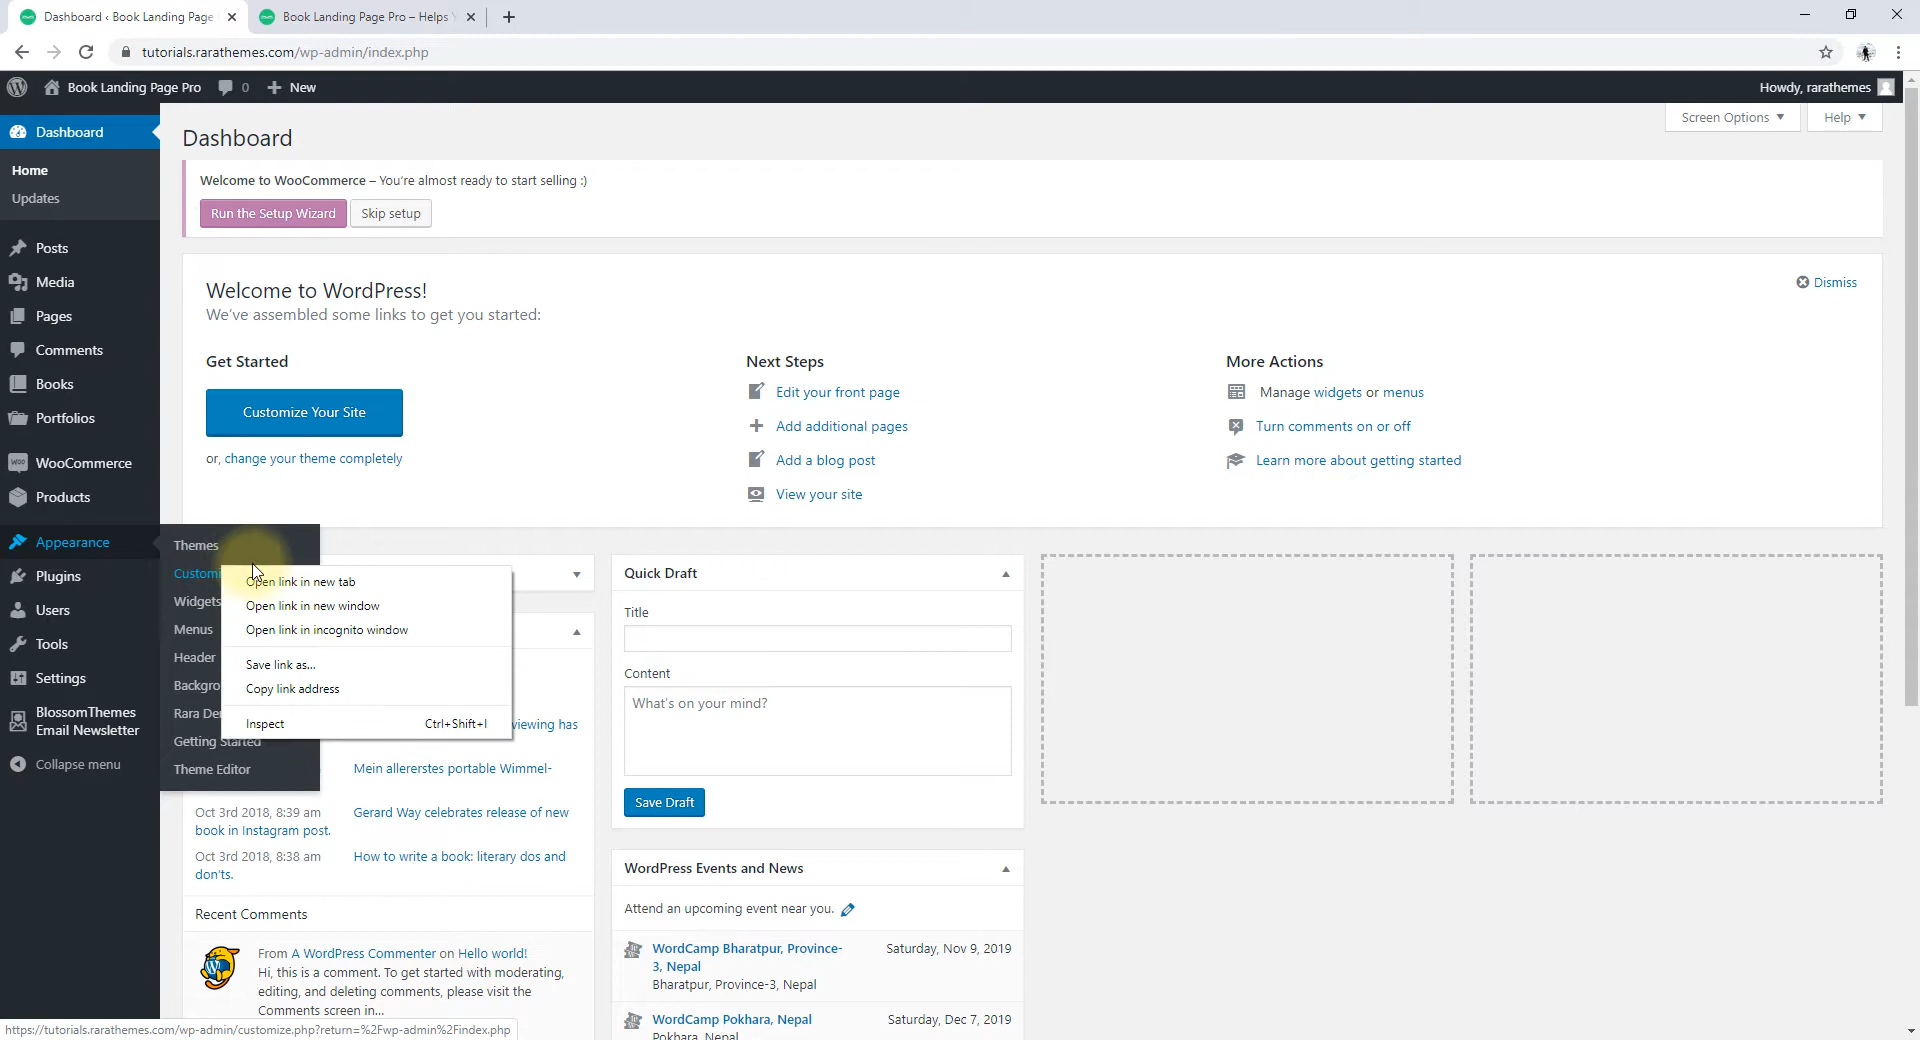 Dashboard ‹ Book Landing Page
Book Landing Page Pro – Helps Y
tutorials.rarathemes.com/wp-admin/index.php
Book Landing Page Pro
0
New
Howdy, rarathemes
Dashboard
Home
Updates
Posts
Media
Pages
Comments
Books
Portfolios
WooCommerce
Products
Appearance
Plugins
Users
Tools
Settings
BlossomThemes
Email Newsletter
Collapse menu
Themes
Customi
Widgets
Menus
Header
Backgro
Rara De
Getting Started
Theme Editor
Open link in new tab
Open link in new window
Open link in incognito window
Save link as...
Copy link address
Inspect Ctrl+Shift+I
Screen Options
Help
Dashboard
Welcome to WooCommerce – You're almost ready to start selling :)
Run the Setup Wizard
Skip setup
Welcome to WordPress!
We've assembled some links to get you started:
Dismiss
Get Started
Customize Your Site
or, change your theme completely
Next Steps
Edit your front page
Add additional pages
Add a blog post
View your site
More Actions
Manage widgets or menus
Turn comments on or off
Learn more about getting started
viewing has
Mein allererstes portable Wimmel-
Oct 3rd 2018, 8:39 am Gerard Way celebrates release of new
book in Instagram post.
Oct 3rd 2018, 8:38 am How to write a book: literary dos and
don'ts.
Recent Comments
From A WordPress Commenter on Hello world!
Hi, this is a comment. To get started with moderating,
editing, and deleting comments, please visit the
Comments screen in...
Quick Draft
Title
Content
What's on your mind?
Save Draft
WordPress Events and News
Attend an upcoming event near you.
WordCamp Bharatpur, Province-
3, Nepal
Saturday, Nov 9, 2019
Bharatpur, Province-3, Nepal
WordCamp Pokhara, Nepal
Saturday, Dec 7, 2019
Pokhara, Nepal
https://tutorials.rarathemes.com/wp-admin/customize.php?return=%2Fwp-admin%2Findex.php